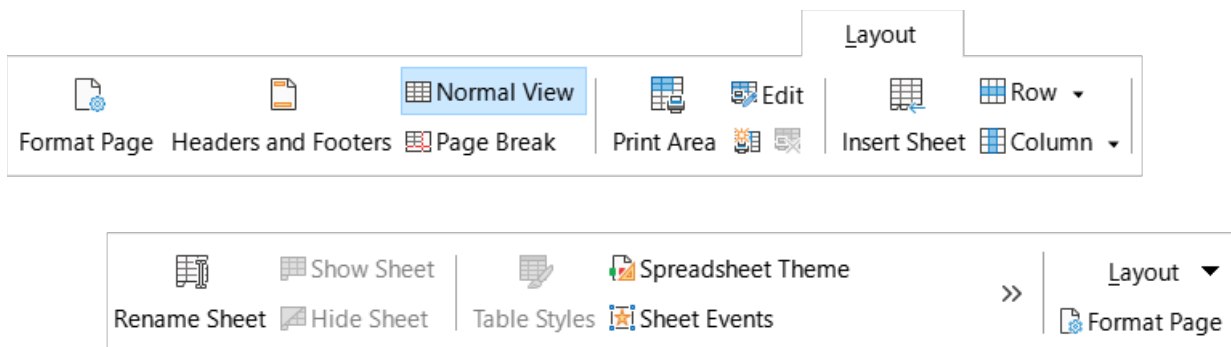 Layout
Normal View Edit Row
Format Page Headers and Footers Page Break Print Area Insert Sheet Column
Show Sheet Spreadsheet Theme Layout
Rename Sheet Hide Sheet Table Styles Sheet Events Format Page